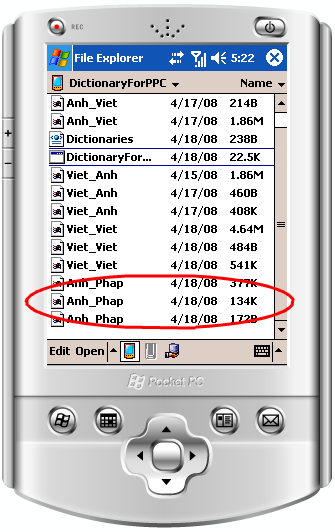 REC
File Explorer 5:22
DictionaryForPPC Name
Anh_Viet 4/17/08 214B
Anh_Viet 4/17/08 1.86M
Dictionaries 4/18/08 238B
DictionaryFor... 4/18/08 22.5K
Viet_Anh 4/15/08 1.86M
Viet_Anh 4/17/08 460B
Viet_Anh 4/17/08 408K
Viet_Viet 4/18/08 4.64M
Viet_Viet 4/18/08 484B
Viet_Viet 4/18/08 541K
Anh_Phap 4/18/08 377K
Anh_Phap 4/18/08 134K
Anh_Phap 4/18/08 172B
Edit Open
Pocket PC